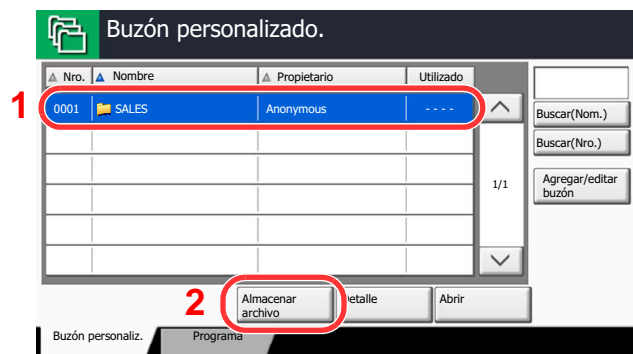 Buzón personalizado.
Nro. Nombre Propietario Utilizado
1
0001 SALES Anonymous ----
Buscar(Nom.)
Buscar(Nro.)
1/1
Agregar/editar
buzón
2
Almacenar
archivo
Detalle
Abrir
Buzón personaliz. Programa